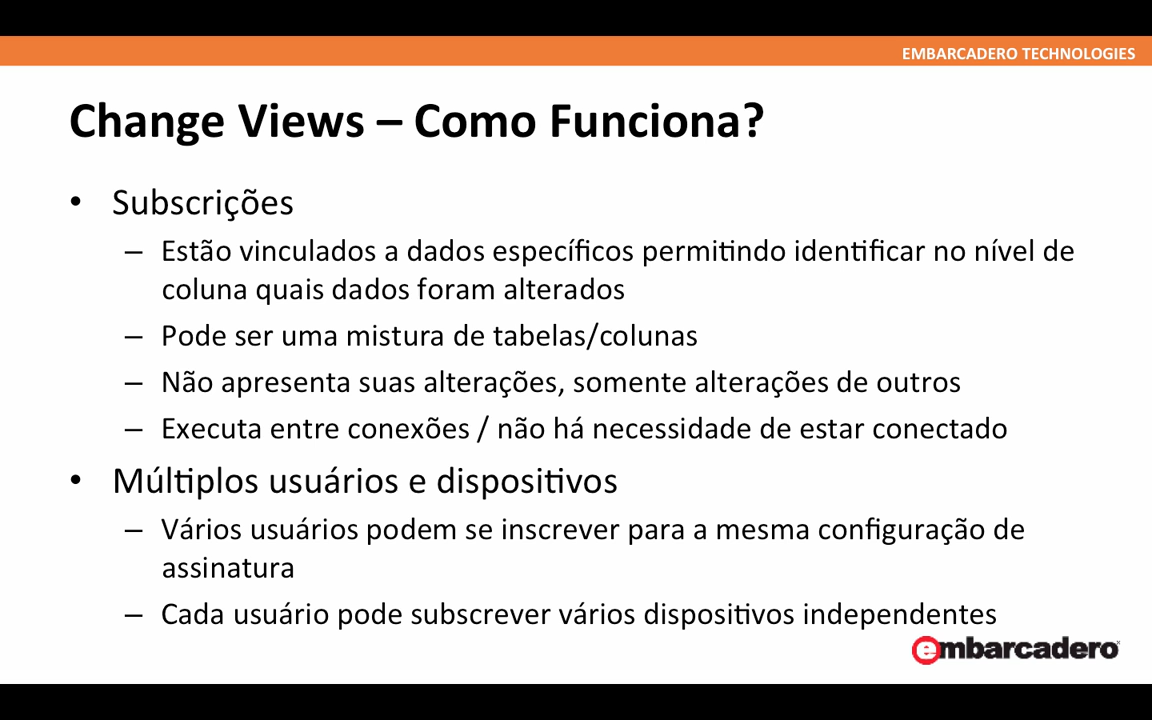 EMBARCADERO TECHNOLOGIES
Change Views – Como Funciona?
• Subscrições
– Estão vinculados a dados específicos permitindo identificar no nível de
coluna quais dados foram alterados
– Pode ser uma mistura de tabelas/colunas
– Não apresenta suas alterações, somente alterações de outros
– Executa entre conexões / não há necessidade de estar conectado
• Múltiplos usuários e dispositivos
– Vários usuários podem se inscrever para a mesma configuração de
assinatura
– Cada usuário pode subscrever vários dispositivos independentes
embarcadero